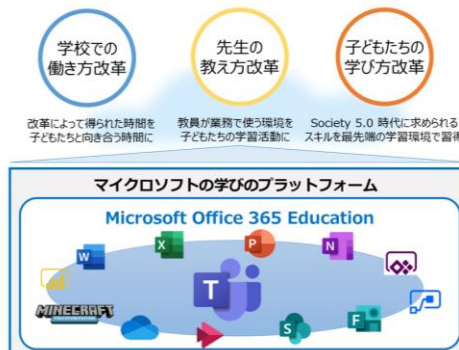 学校での
働き方改革
先生の
教え方改革
子どもたちの
学び方改革
改革によって得られた時間を
子どもたちと向き合う時間に
教員が業務で使う環境を
子どもたちの学習活動に
Society 5.0 時代に求められる
スキルを最先端の学習環境で習得
マイクロソフトの学びのプラットフォーム
Microsoft Office 365 Education
W
X
P
N
T
MINECRAFT
S
F